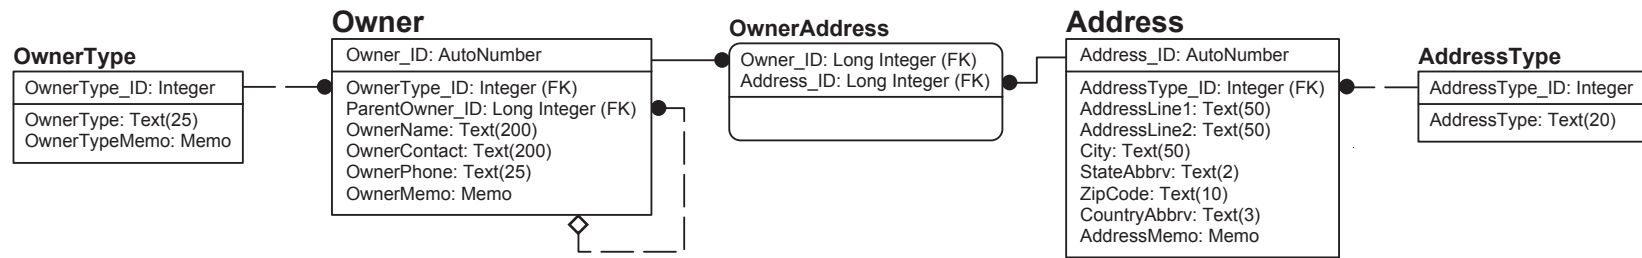 OwnerType
OwnerType_ID: Integer
OwnerType: Text(25)
OwnerTypeMemo: Memo
Owner
Owner_ID: AutoNumber
OwnerType_ID: Integer (FK)
ParentOwner_ID: Long Integer (FK)
OwnerName: Text(200)
OwnerContact: Text(200)
OwnerPhone: Text(25)
OwnerMemo: Memo
OwnerAddress
Owner_ID: Long Integer (FK)
Address_ID: Long Integer (FK)
Address
Address_ID: AutoNumber
AddressType_ID: Integer (FK)
AddressLine1: Text(50)
AddressLine2: Text(50)
City: Text(50)
StateAbbrv: Text(2)
ZipCode: Text(10)
CountryAbbrv: Text(3)
AddressMemo: Memo
AddressType
AddressType_ID: Integer
AddressType: Text(20)